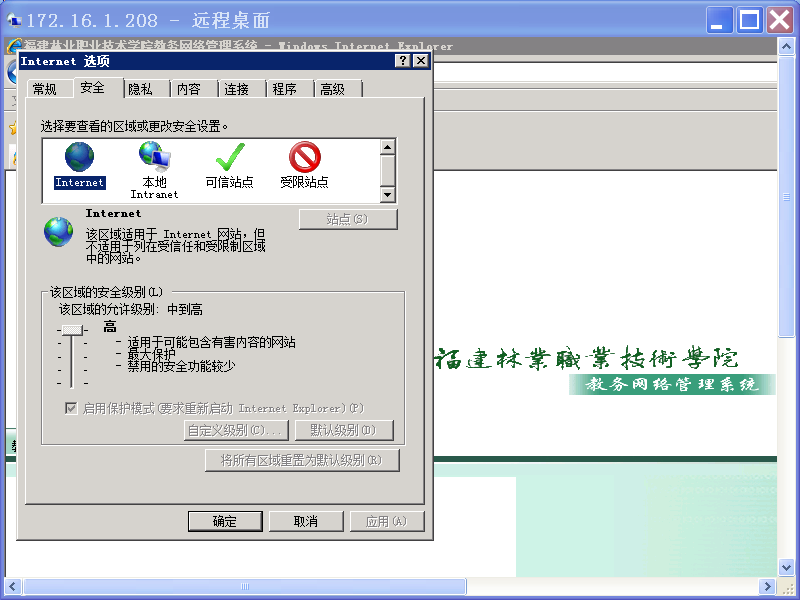 172.16.1.208 - 远程桌面
福建林业职业技术学院教务网络管理系统 - Windows Internet Explorer
Internet 选项
常规 安全 隐私 内容 连接 程序 高级
选择要查看的区域或更改安全设置。
Internet 本地 Intranet 可信站点 受限站点
Internet
站点(S)
该区域适用于 Internet 网站，但
不适用于列在受信任和受限制区域
中的网站。
该区域的安全级别(L)
该区域的允许级别: 中到高
高
- 适用于可能包含有害内容的网站
- 最大保护
- 禁用的安全功能较少
启用保护模式(要求重新启动 Internet Explorer)(P)
自定义级别(C)... 默认级别(D)
将所有区域重置为默认级别(R)
确定 取消 应用(A)
福建林業職業技術學院
教务网络管理系统